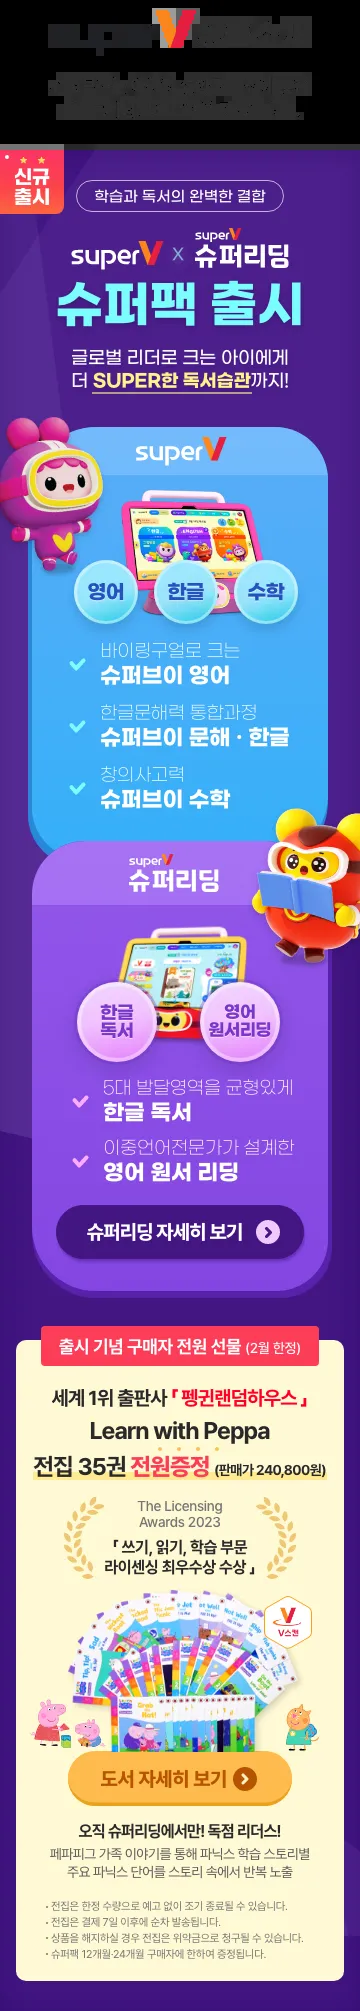 신규
출시
학습과 독서의 완벽한 결합
superV x superV 슈퍼리딩
슈퍼팩 출시
글로벌 리더로 크는 아이에게
더 SUPER한 독서습관까지!
superV
영어
한글
수학
바이링구얼로 크는
슈퍼브이 영어
한글문해력 통합과정
슈퍼브이 문해·한글
창의사고력
슈퍼브이 수학
superV
슈퍼리딩
한글
독서
영어
원서리딩
5대 발달영역을 균형있게
한글 독서
이중언어전문가가 설계한
영어 원서 리딩
슈퍼리딩 자세히 보기
출시 기념 구매자 전원 선물 (2월 한정)
세계 1위 출판사 「펭귄랜덤하우스」
Learn with Peppa
전집 35권 전원증정 (판매가 240,800원)
The Licensing
Awards 2023
「쓰기, 읽기, 학습 부문
라이센싱 최우수상 수상」
V스캔
도서 자세히 보기
오직 슈퍼리딩에서만! 독점 리더스!
페파피그 가족 이야기를 통해 파닉스 학습 스토리별
주요 파닉스 단어를 스토리 속에서 반복 노출
· 전집은 한정 수량으로 예고 없이 조기 종료될 수 있습니다.
· 전집은 결제 7일 이후에 순차 발송됩니다.
· 상품을 해지하실 경우 전집은 위약금으로 청구될 수 있습니다.
· 슈퍼팩 12개월·24개월 구매자에 한하여 증정됩니다.